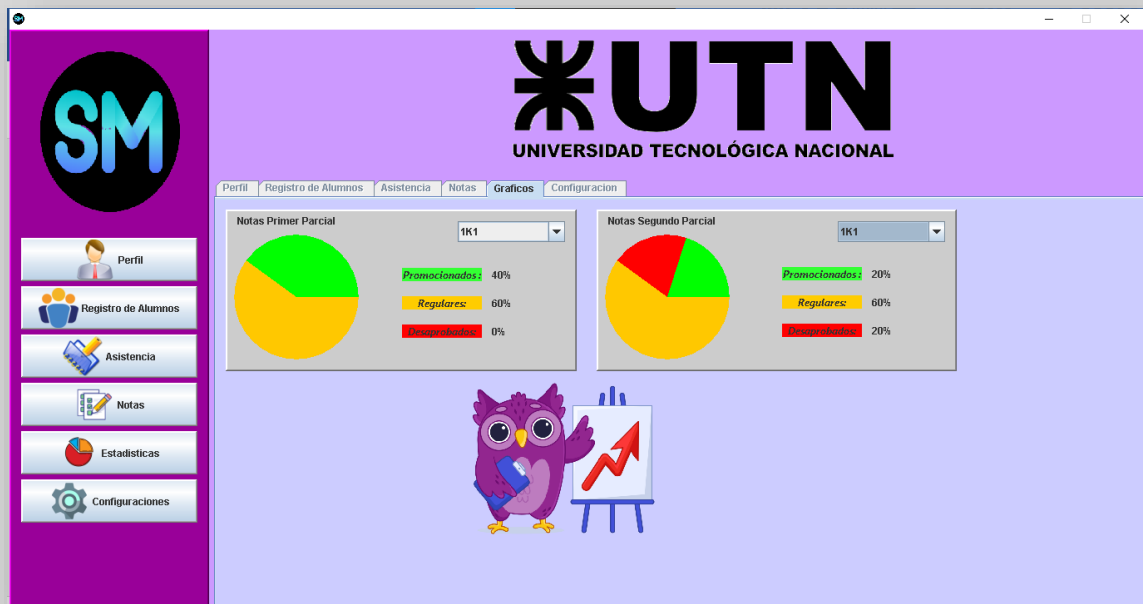 SM
SM
UTN
UNIVERSIDAD TECNOLÓGICA NACIONAL
Perfil
Registro de Alumnos
Asistencia
Notas
Estadisticas
Configuraciones
Perfil Registro de Alumnos Asistencia Notas Graficos Configuracion
Notas Primer Parcial
1K1
Promocionados: 40%
Regulares: 60%
Desaprobados: 0%
Notas Segundo Parcial
1K1
Promocionados: 20%
Regulares: 60%
Desaprobados: 20%